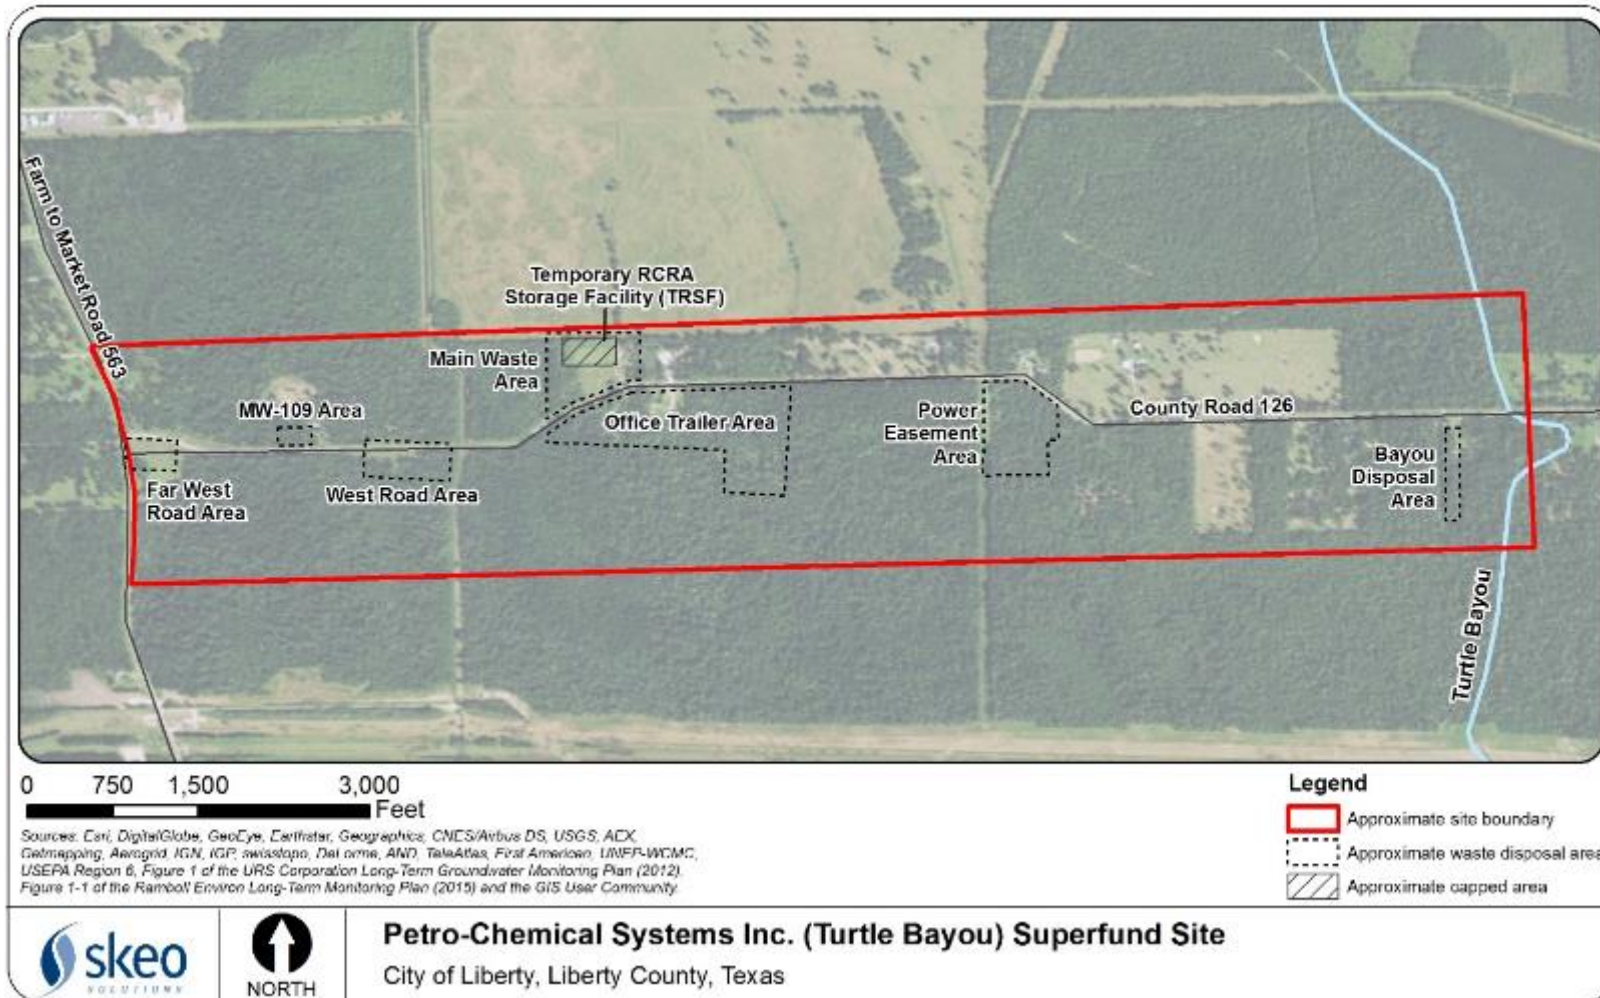 Farm to Market Road 563
Temporary RCRA
Storage Facility (TRSF)
Main Waste
Area
MW-109 Area
Office Trailer Area
Power
Easement
Area
County Road 126
Bayou
Disposal
Area
Far West
Road Area
West Road Area
Turtle Bayou
0 750 1,500 3,000
Feet
Legend
Approximate site boundary
Approximate waste disposal area
Approximate capped area
Sources: Esri, DigitalGlobe, GeoEye, Earthstar, Geographics, CNES/Airbus DS, USGS, AEX,
Getmapping, Aerogrid, IGN, IGP, swisstopo, DeLorme, AND, TeleAtlas, First American, UNEP-WCMC,
USEPA Region 6, Figure 1 of the URS Corporation Long-Term Groundwater Monitoring Plan (2012).
Figure 1-1 of the Ramboll Environ Long-Term Monitoring Plan (2015) and the GIS User Community.
skeo
SOLUTIONS
NORTH
Petro-Chemical Systems Inc. (Turtle Bayou) Superfund Site
City of Liberty, Liberty County, Texas